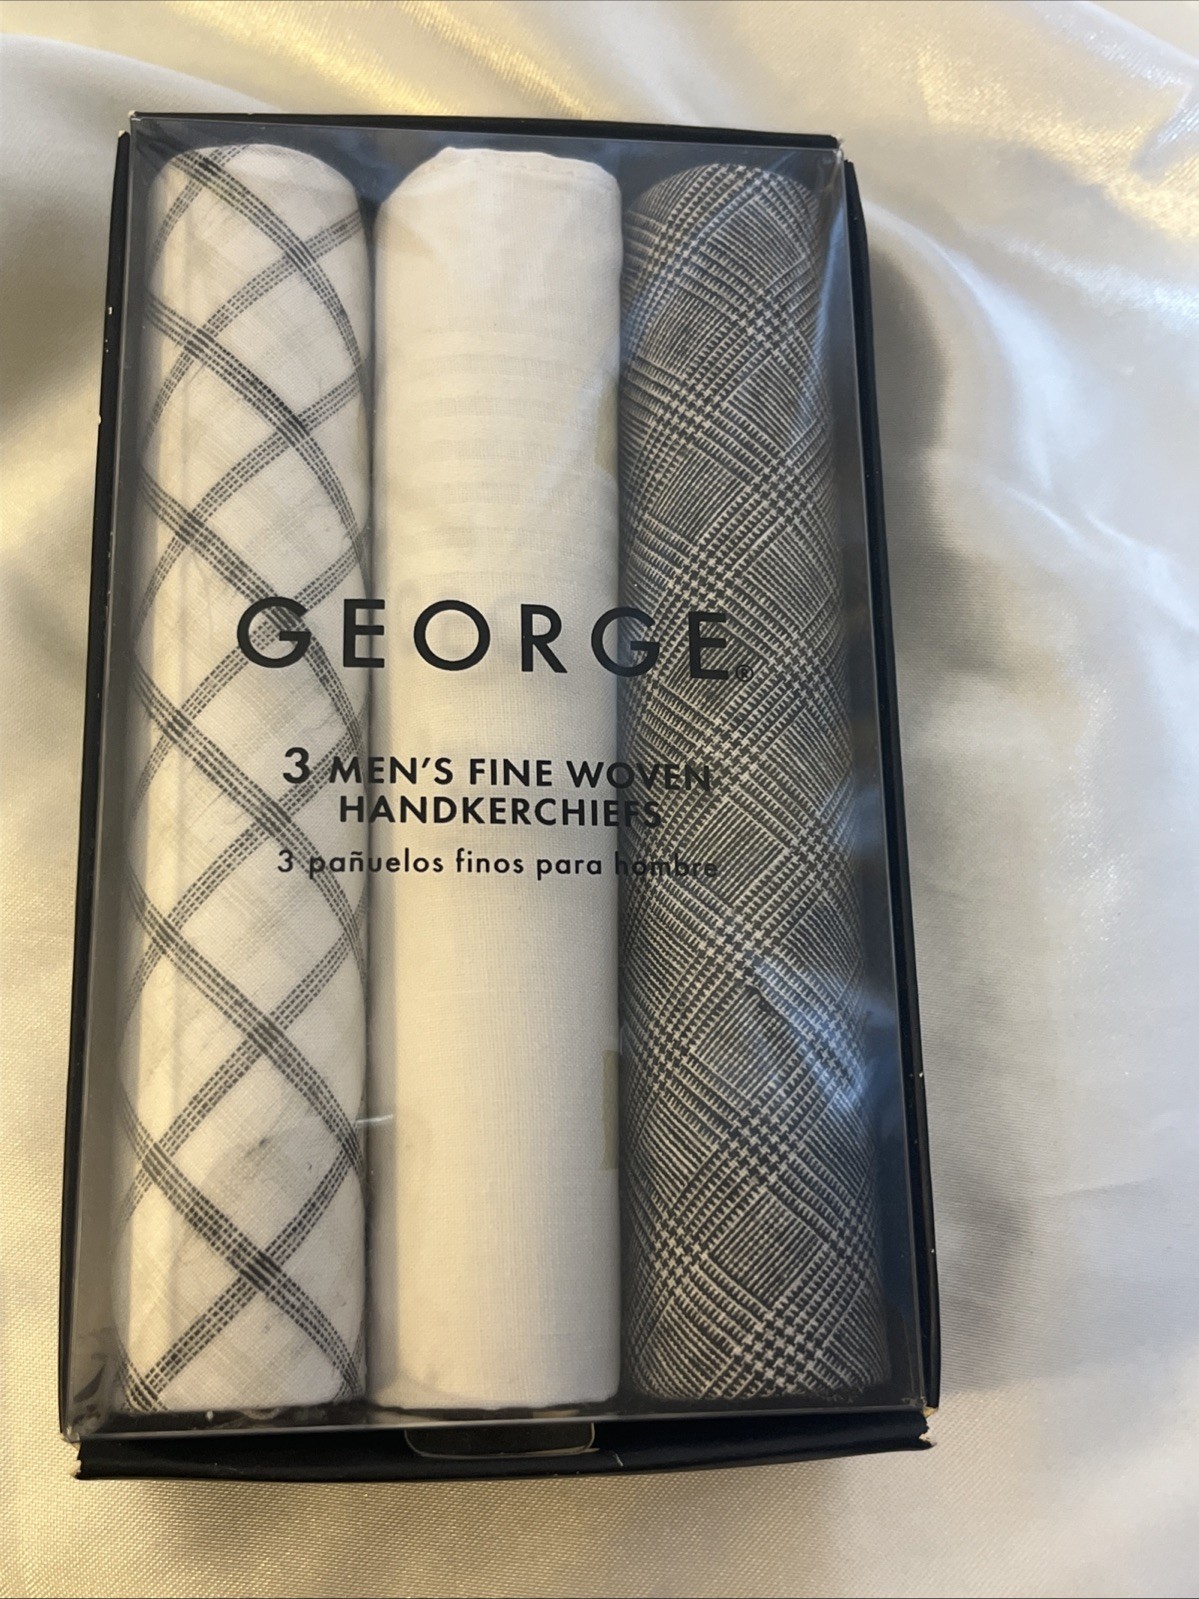 GEORGE®
3 MEN'S FINE WOVEN
HANDKERCHIEFS
3 pañuelos finos para hombre